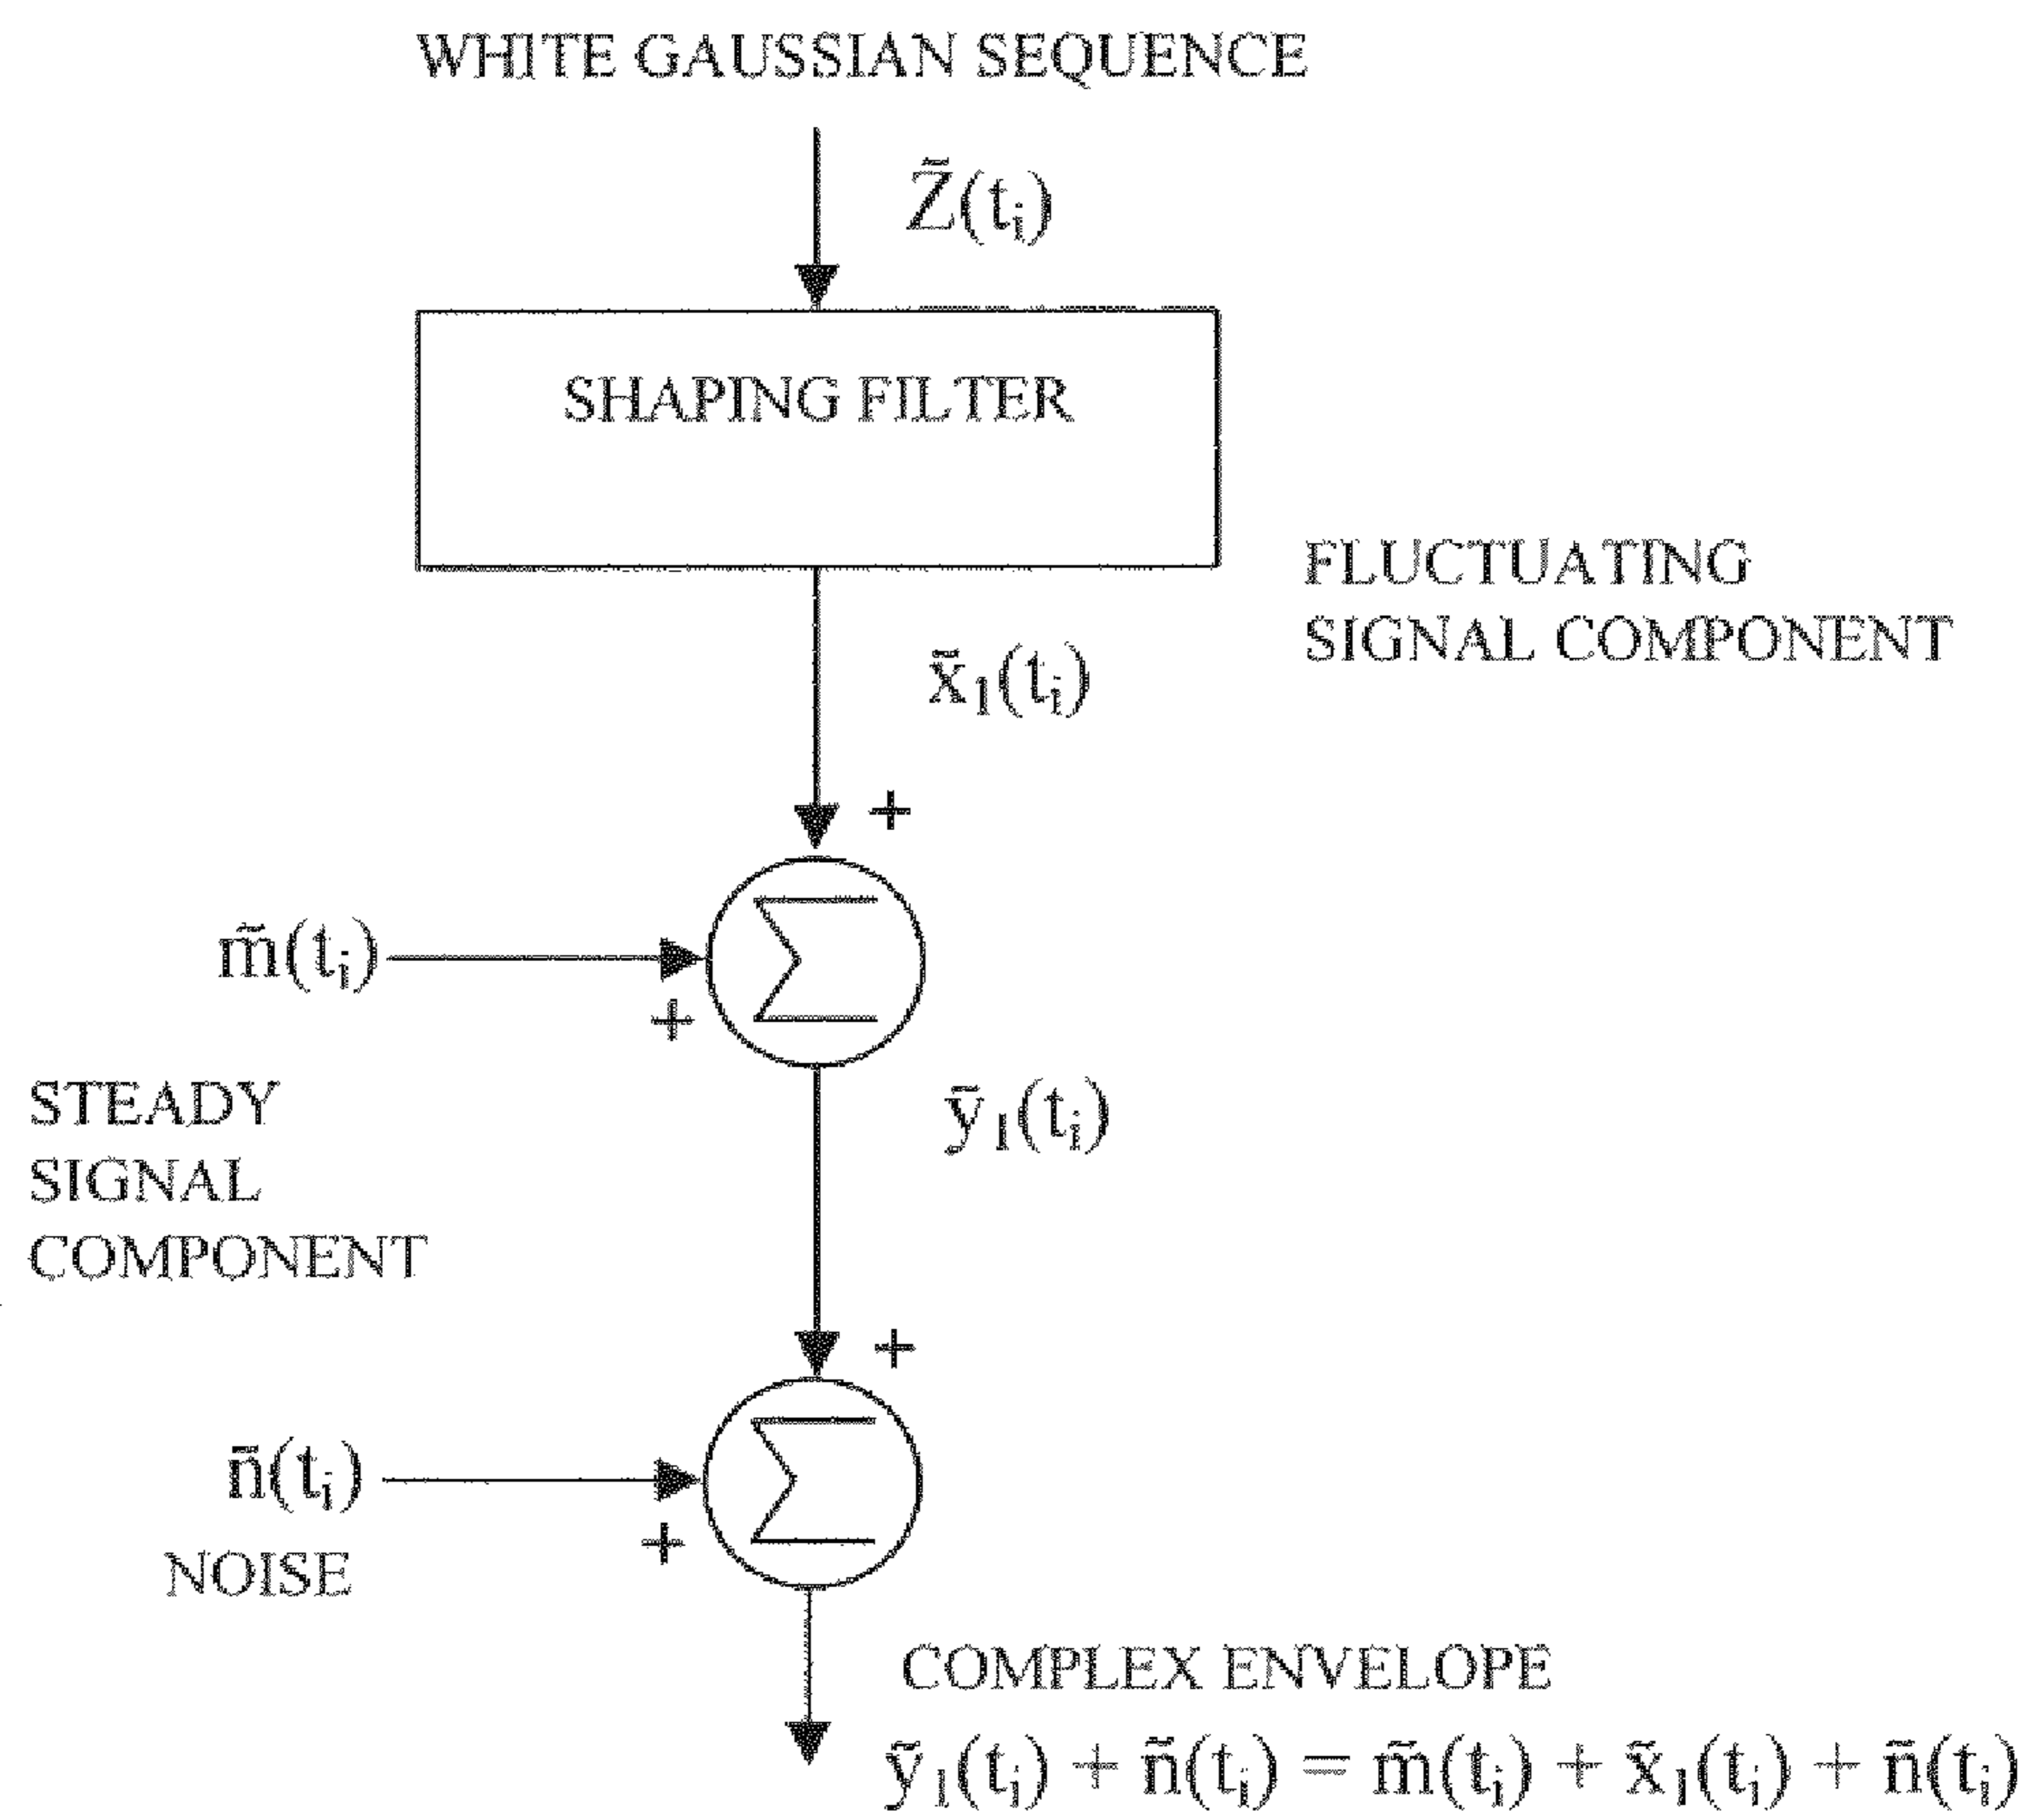 WHITE GAUSSIAN SEQUENCE
Z̃(tᵢ)
SHAPING FILTER
FLUCTUATING
SIGNAL COMPONENT
x̃₁(tᵢ)
+
m̃(tᵢ)
+
Σ
STEADY
SIGNAL
COMPONENT
ỹ₁(tᵢ)
+
ñ(tᵢ)
+
Σ
NOISE
COMPLEX ENVELOPE
ỹ₁(tᵢ) + ñ(tᵢ) = m̃(tᵢ) + x̃₁(tᵢ) + ñ(tᵢ)